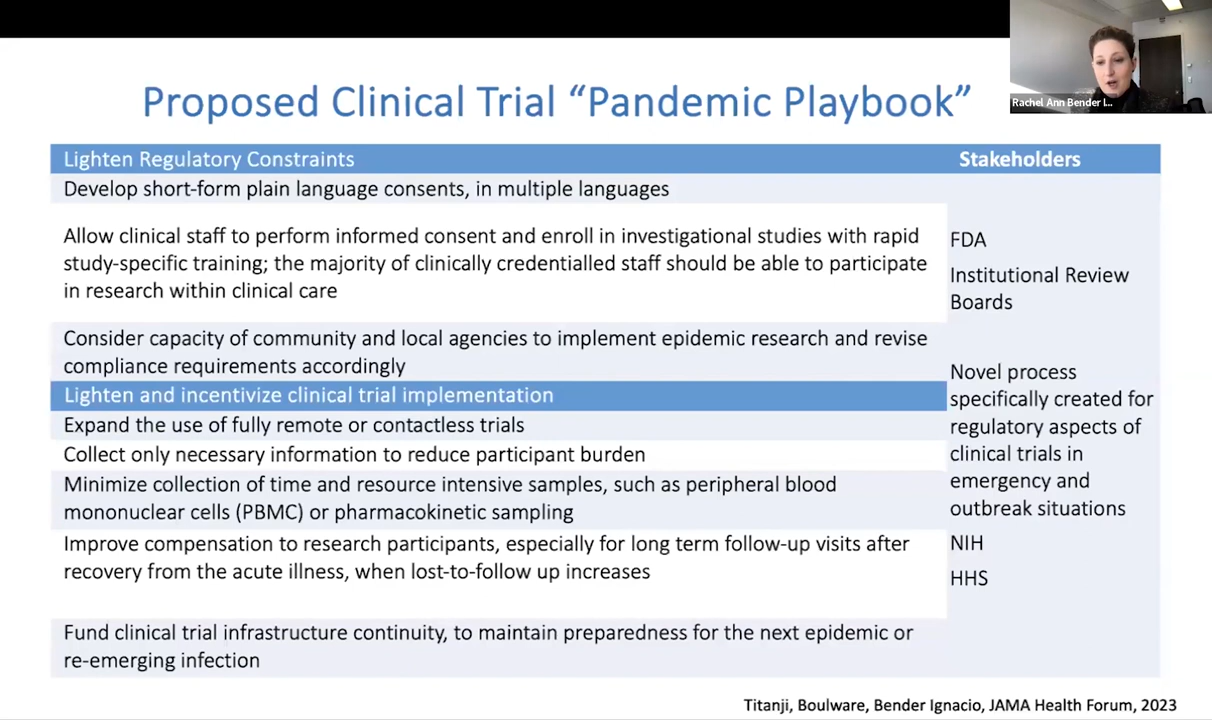 Proposed Clinical Trial “Pandemic Playbook”
Rachel Ann Bender I...
Lighten Regulatory Constraints
Stakeholders
Develop short-form plain language consents, in multiple languages
Allow clinical staff to perform informed consent and enroll in investigational studies with rapid
study-specific training; the majority of clinically credentialled staff should be able to participate
in research within clinical care
Consider capacity of community and local agencies to implement epidemic research and revise
compliance requirements accordingly
Lighten and incentivize clinical trial implementation
Expand the use of fully remote or contactless trials
Collect only necessary information to reduce participant burden
Minimize collection of time and resource intensive samples, such as peripheral blood
mononuclear cells (PBMC) or pharmacokinetic sampling
Improve compensation to research participants, especially for long term follow-up visits after
recovery from the acute illness, when lost-to-follow up increases
Fund clinical trial infrastructure continuity, to maintain preparedness for the next epidemic or
re-emerging infection
FDA
Institutional Review
Boards
Novel process
specifically created for
regulatory aspects of
clinical trials in
emergency and
outbreak situations
NIH
HHS
Titanji, Boulware, Bender Ignacio, JAMA Health Forum, 2023